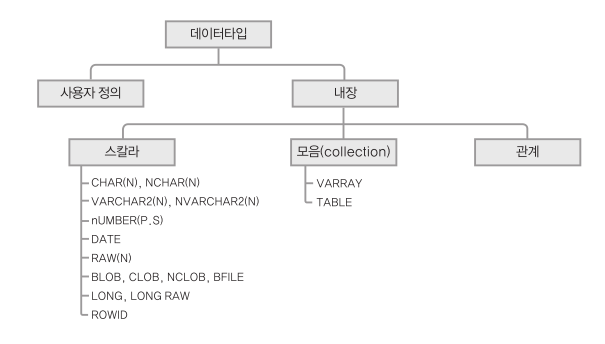 데이터타입
사용자 정의
내장
스칼라
모음(collection)
관계
CHAR(N), NCHAR(N)
VARCHAR2(N), NVARCHAR2(N)
nUMBER(P.S)
DATE
RAW(N)
BLOB, CLOB, NCLOB, BFILE
LONG, LONG RAW
ROWID
VARRAY
TABLE